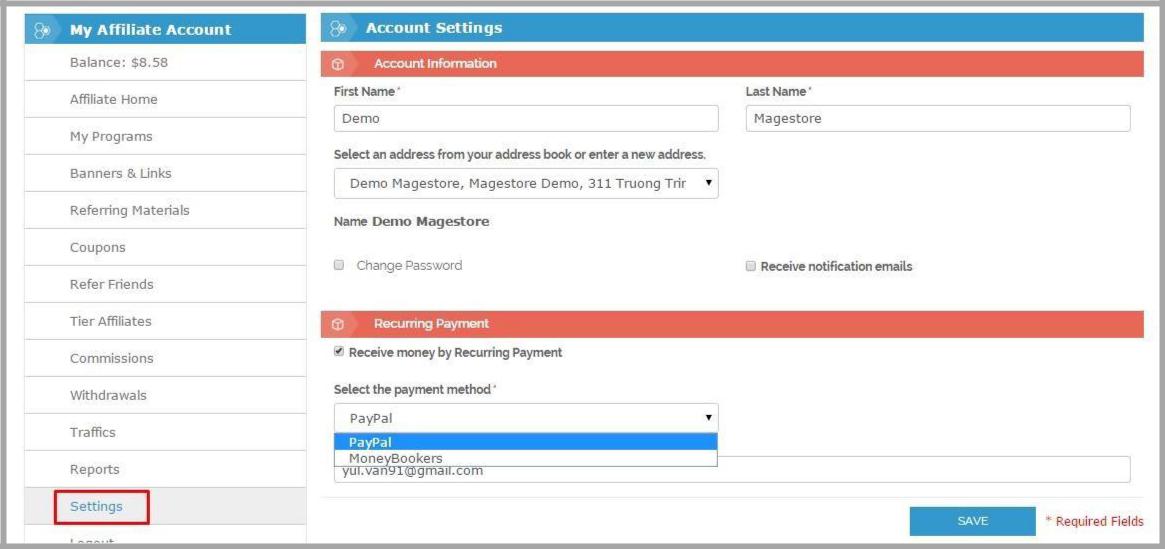 My Affiliate Account
Balance: $8.58
Affiliate Home
My Programs
Banners & Links
Referring Materials
Coupons
Refer Friends
Tier Affiliates
Commissions
Withdrawals
Traffics
Reports
Settings
Logout
Account Settings
Account Information
First Name*
Last Name*
Demo
Magestore
Select an address from your address book or enter a new address.
Demo Magestore, Magestore Demo, 311 Truong Trir
Name Demo Magestore
Change Password
Receive notification emails
Recurring Payment
Receive money by Recurring Payment
Select the payment method*
PayPal
PayPal
MoneyBookers
yul.van91@gmail.com
SAVE
* Required Fields